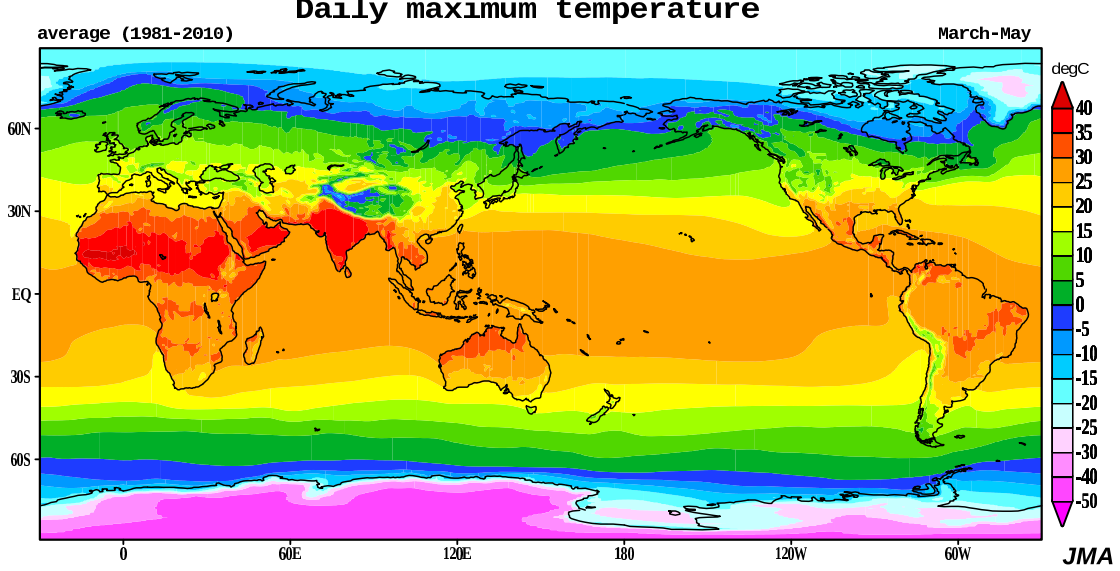 Daily maximum temperature
average (1981-2010) March-May
degC
40
35
30
25
20
15
10
5
0
-5
-10
-15
-20
-25
-30
-40
-50
60N
30N
EQ
30S
60S
0 60E 120E 180 120W 60W
JMA